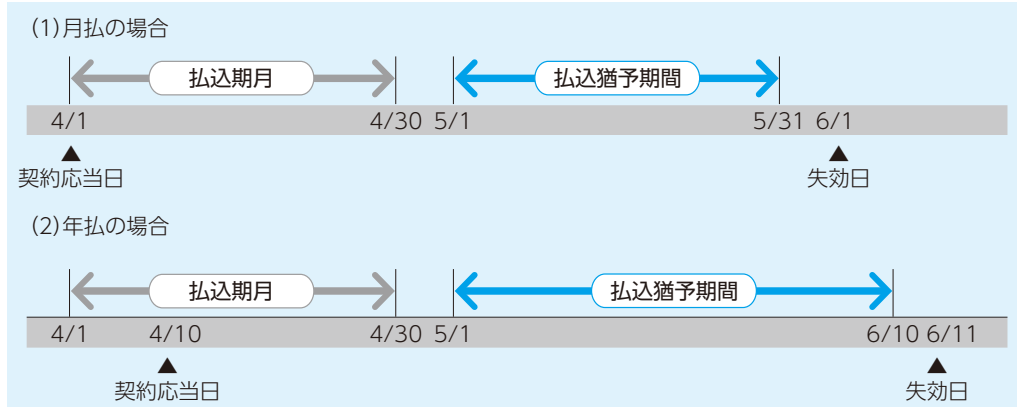 (1)月払の場合
払込期月 払込猶予期間
4/1 4/30 5/1 5/31 6/1
▲ ▲
契約応当日 失効日
(2)年払の場合
払込期月 払込猶予期間
4/1 4/10 4/30 5/1 6/10 6/11
▲ ▲
契約応当日 失効日